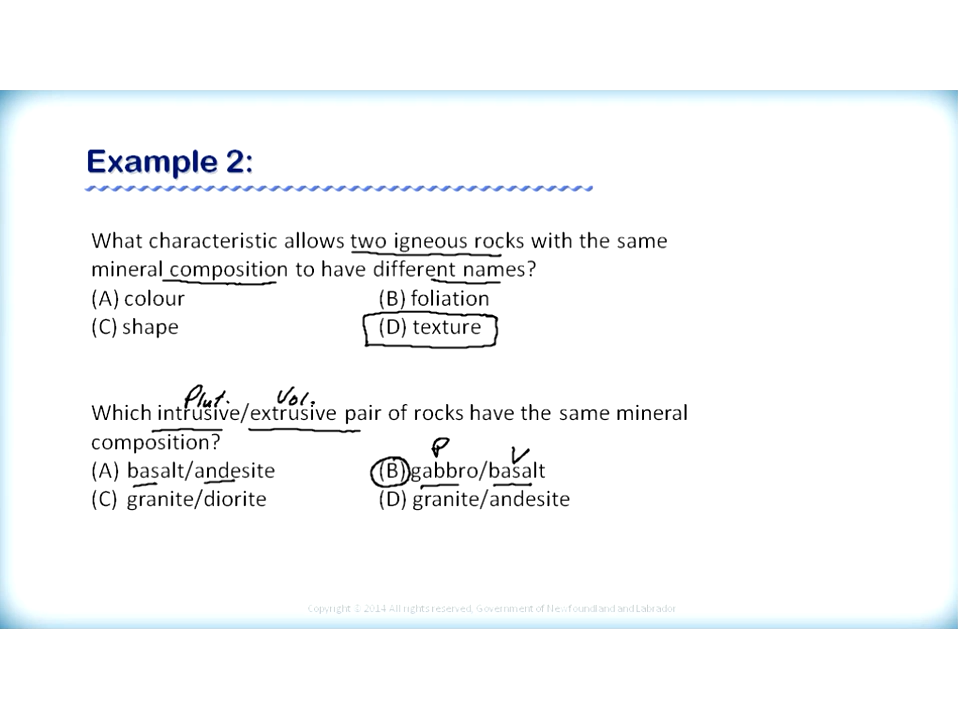 Example 2:
What characteristic allows two igneous rocks with the same
mineral composition to have different names?
(A) colour (B) foliation
(C) shape (D) texture
Plut. Vol.
Which intrusive/extrusive pair of rocks have the same mineral
composition?
P V
(A) basalt/andesite (B) gabbro/basalt
(C) granite/diorite (D) granite/andesite
Copyright © 2014 All rights reserved, Government of Newfoundland and Labrador